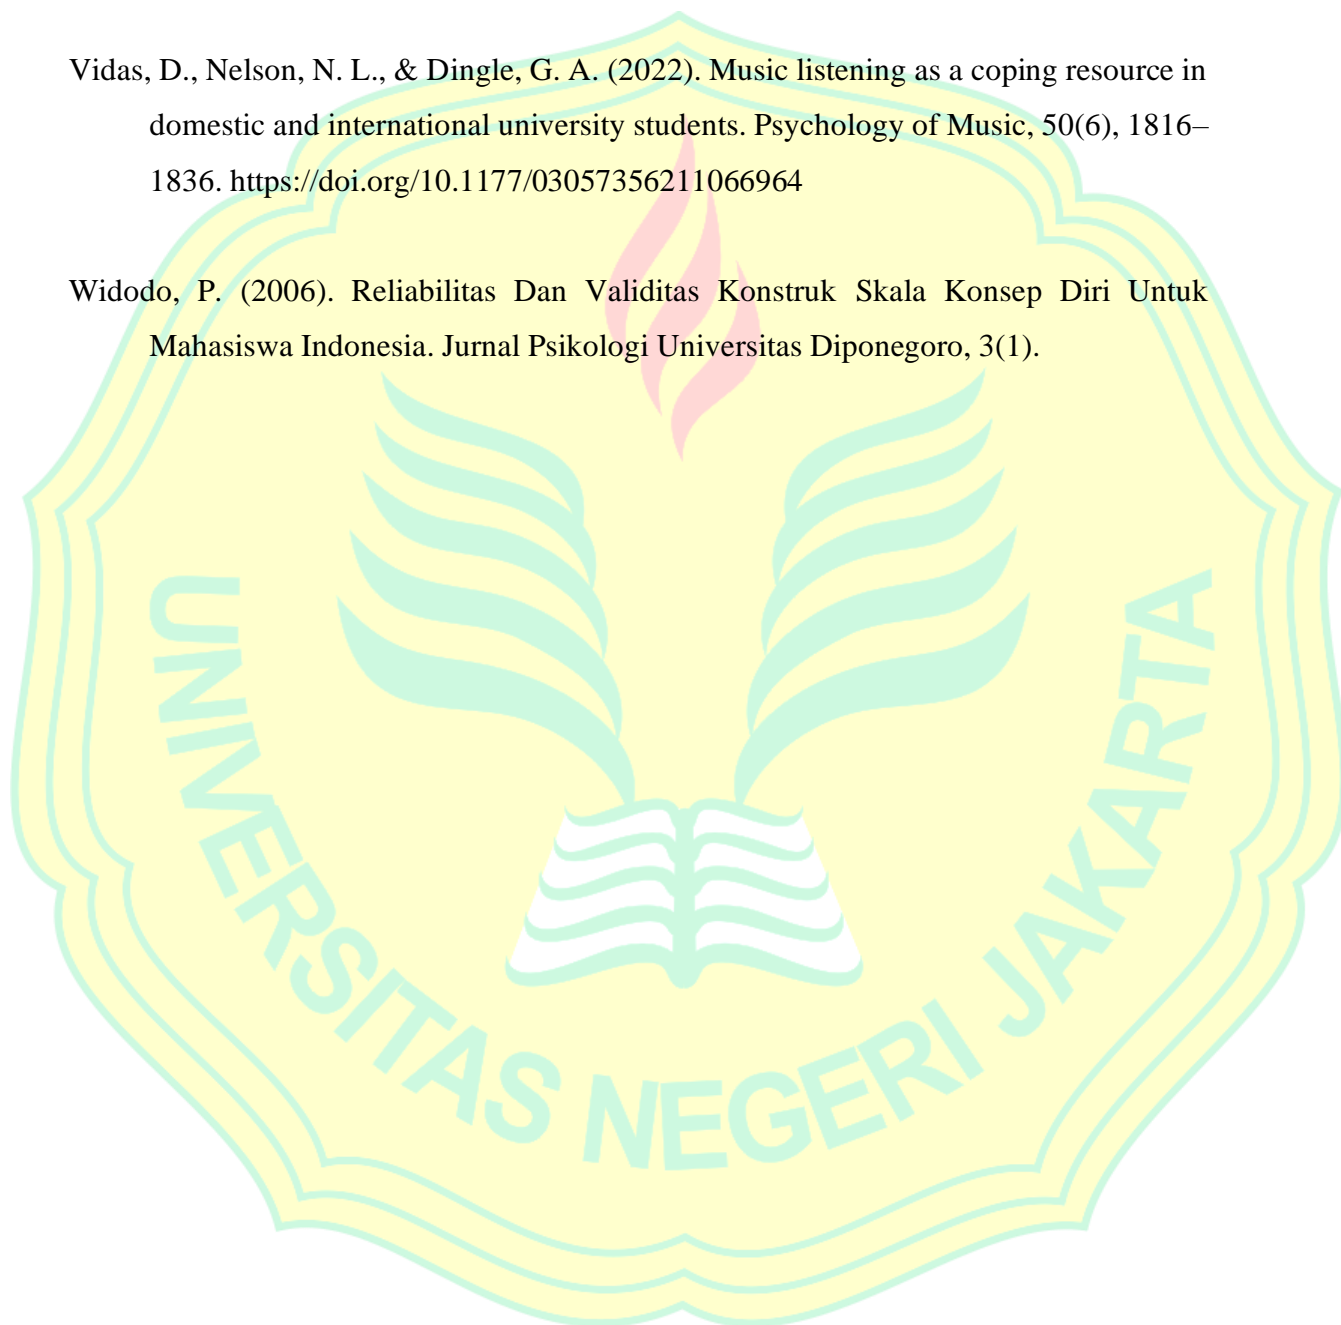 Vidas, D., Nelson, N. L., & Dingle, G. A. (2022). Music listening as a coping resource in
domestic and international university students. Psychology of Music, 50(6), 1816–
1836. https://doi.org/10.1177/03057356211066964
Widodo, P. (2006). Reliabilitas Dan Validitas Konstruk Skala Konsep Diri Untuk
Mahasiswa Indonesia. Jurnal Psikologi Universitas Diponegoro, 3(1).
UNIVERSITAS NEGERI JAKARTA